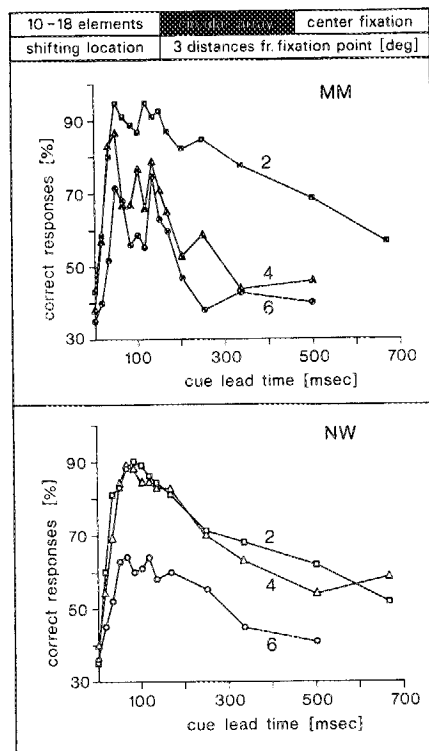 10-18 elements center fixation
shifting location 3 distances fr. fixation point [deg]
MM
90
70
50
30
correct responses [%]
2
4
6
100 300 500 700
cue lead time [msec]
NW
90
70
50
30
correct responses [%]
2
4
6
100 300 500 700
cue lead time [msec]